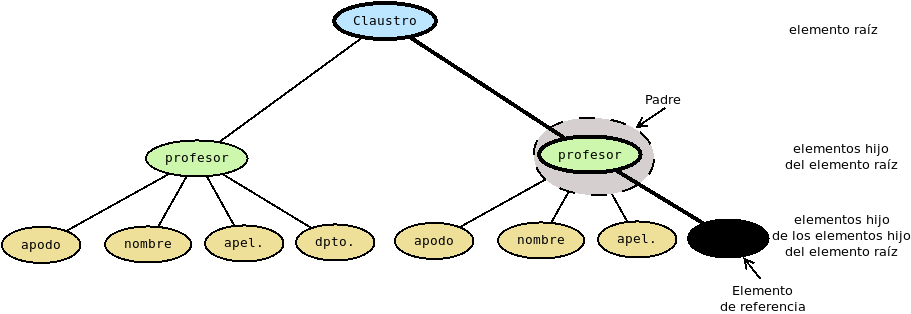 Claustro
elemento raíz
Padre
profesor
profesor
elementos hijo
del elemento raíz
apodo
nombre
apel.
dpto.
apodo
nombre
apel.
elementos hijo
de los elementos hijo
del elemento raíz
Elemento
de referencia